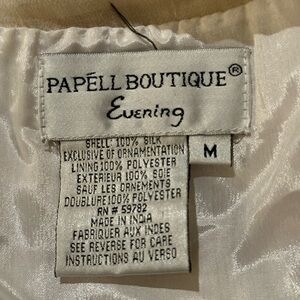 PAPÉLL BOUTIQUE®
Evening
M
SHELL: 100% SILK
EXCLUSIVE OF ORNAMENTATION
LINING 100% POLYESTER
EXTERIEUR 100% SOIE
SAUF LES ORNEMENTS
DOUBLURE 100% POLYESTER
RN # 59782
MADE IN INDIA
FABRIQUER AUX INDES
SEE REVERSE FOR CARE
INSTRUCTIONS AU VERSO